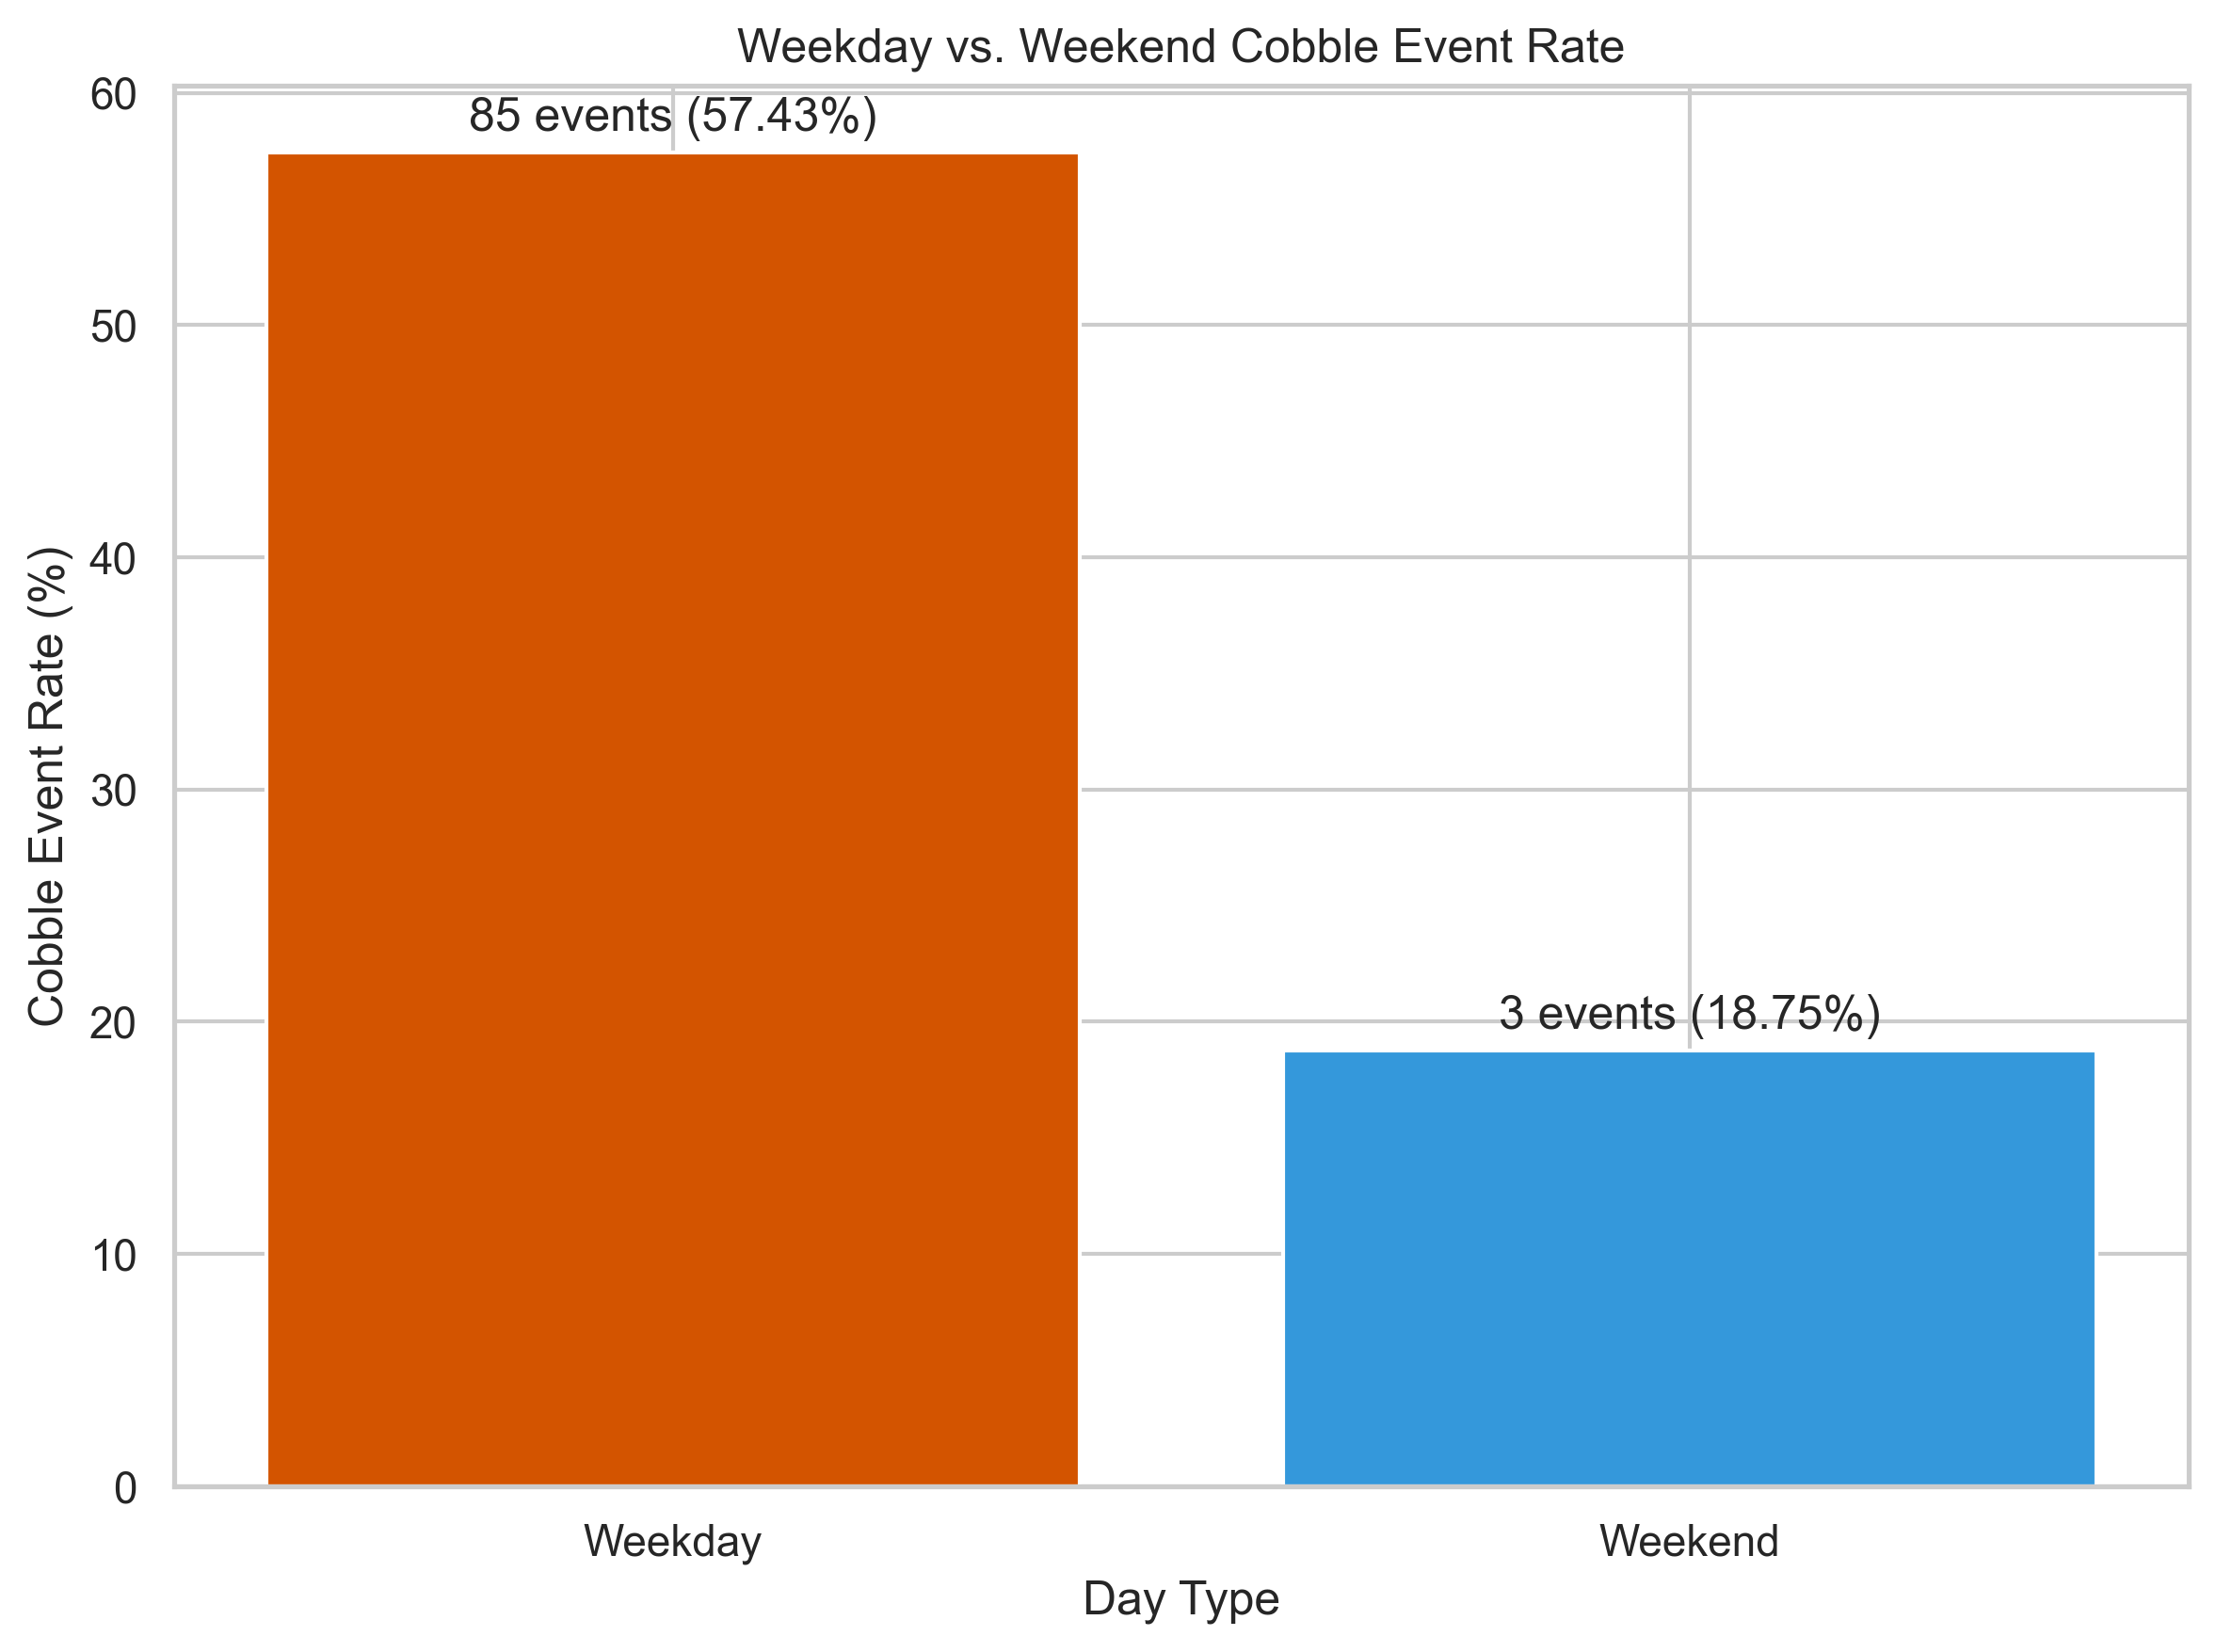 Weekday vs. Weekend Cobble Event Rate
60
85 events (57.43%)
50
40
30
20
10
0
Cobble Event Rate (%)
3 events (18.75%)
Weekday
Weekend
Day Type